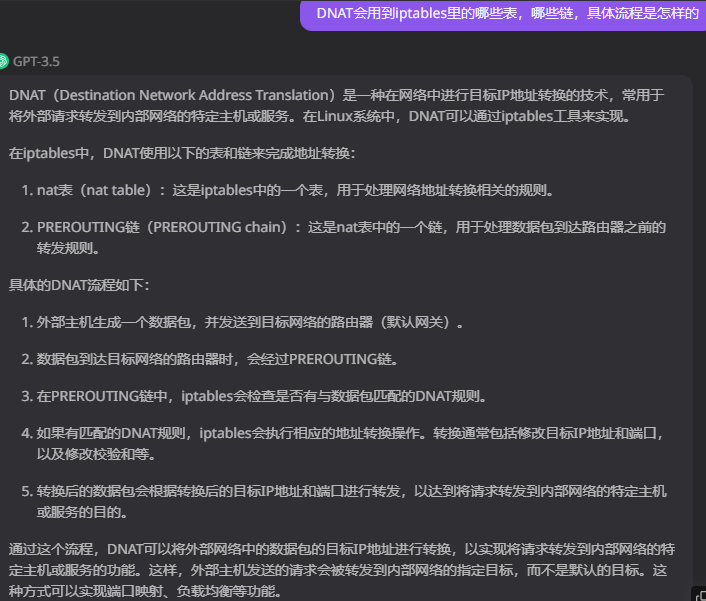 DNAT会用到iptables里的哪些表，哪些链，具体流程是怎样的
GPT-3.5
DNAT（Destination Network Address Translation）是一种在网络中进行目标IP地址转换的技术，常用于
将外部请求转发到内部网络的特定主机或服务。在Linux系统中，DNAT可以通过iptables工具来实现。
在iptables中，DNAT使用以下的表和链来完成地址转换：
1. nat表（nat table）：这是iptables中的一个表，用于处理网络地址转换相关的规则。
2. PREROUTING链（PREROUTING chain）：这是nat表中的一个链，用于处理数据包到达路由器之前的
转发规则。
具体的DNAT流程如下：
1. 外部主机生成一个数据包，并发送到目标网络的路由器（默认网关）。
2. 数据包到达目标网络的路由器时，会经过PREROUTING链。
3. 在PREROUTING链中，iptables会检查是否有与数据包匹配的DNAT规则。
4. 如果有匹配的DNAT规则，iptables会执行相应的地址转换操作。转换通常包括修改目标IP地址和端口，
以及修改校验和等。
5. 转换后的数据包会根据转换后的目标IP地址和端口进行转发，以达到将请求转发到内部网络的特定主机
或服务的目的。
通过这个流程，DNAT可以将外部网络中的数据包的目标IP地址进行转换，以实现将请求转发到内部网络的特
定主机或服务的功能。这样，外部主机发送的请求会被转发到内部网络的指定目标，而不是默认的目标。这
种方式可以实现端口映射、负载均衡等功能。